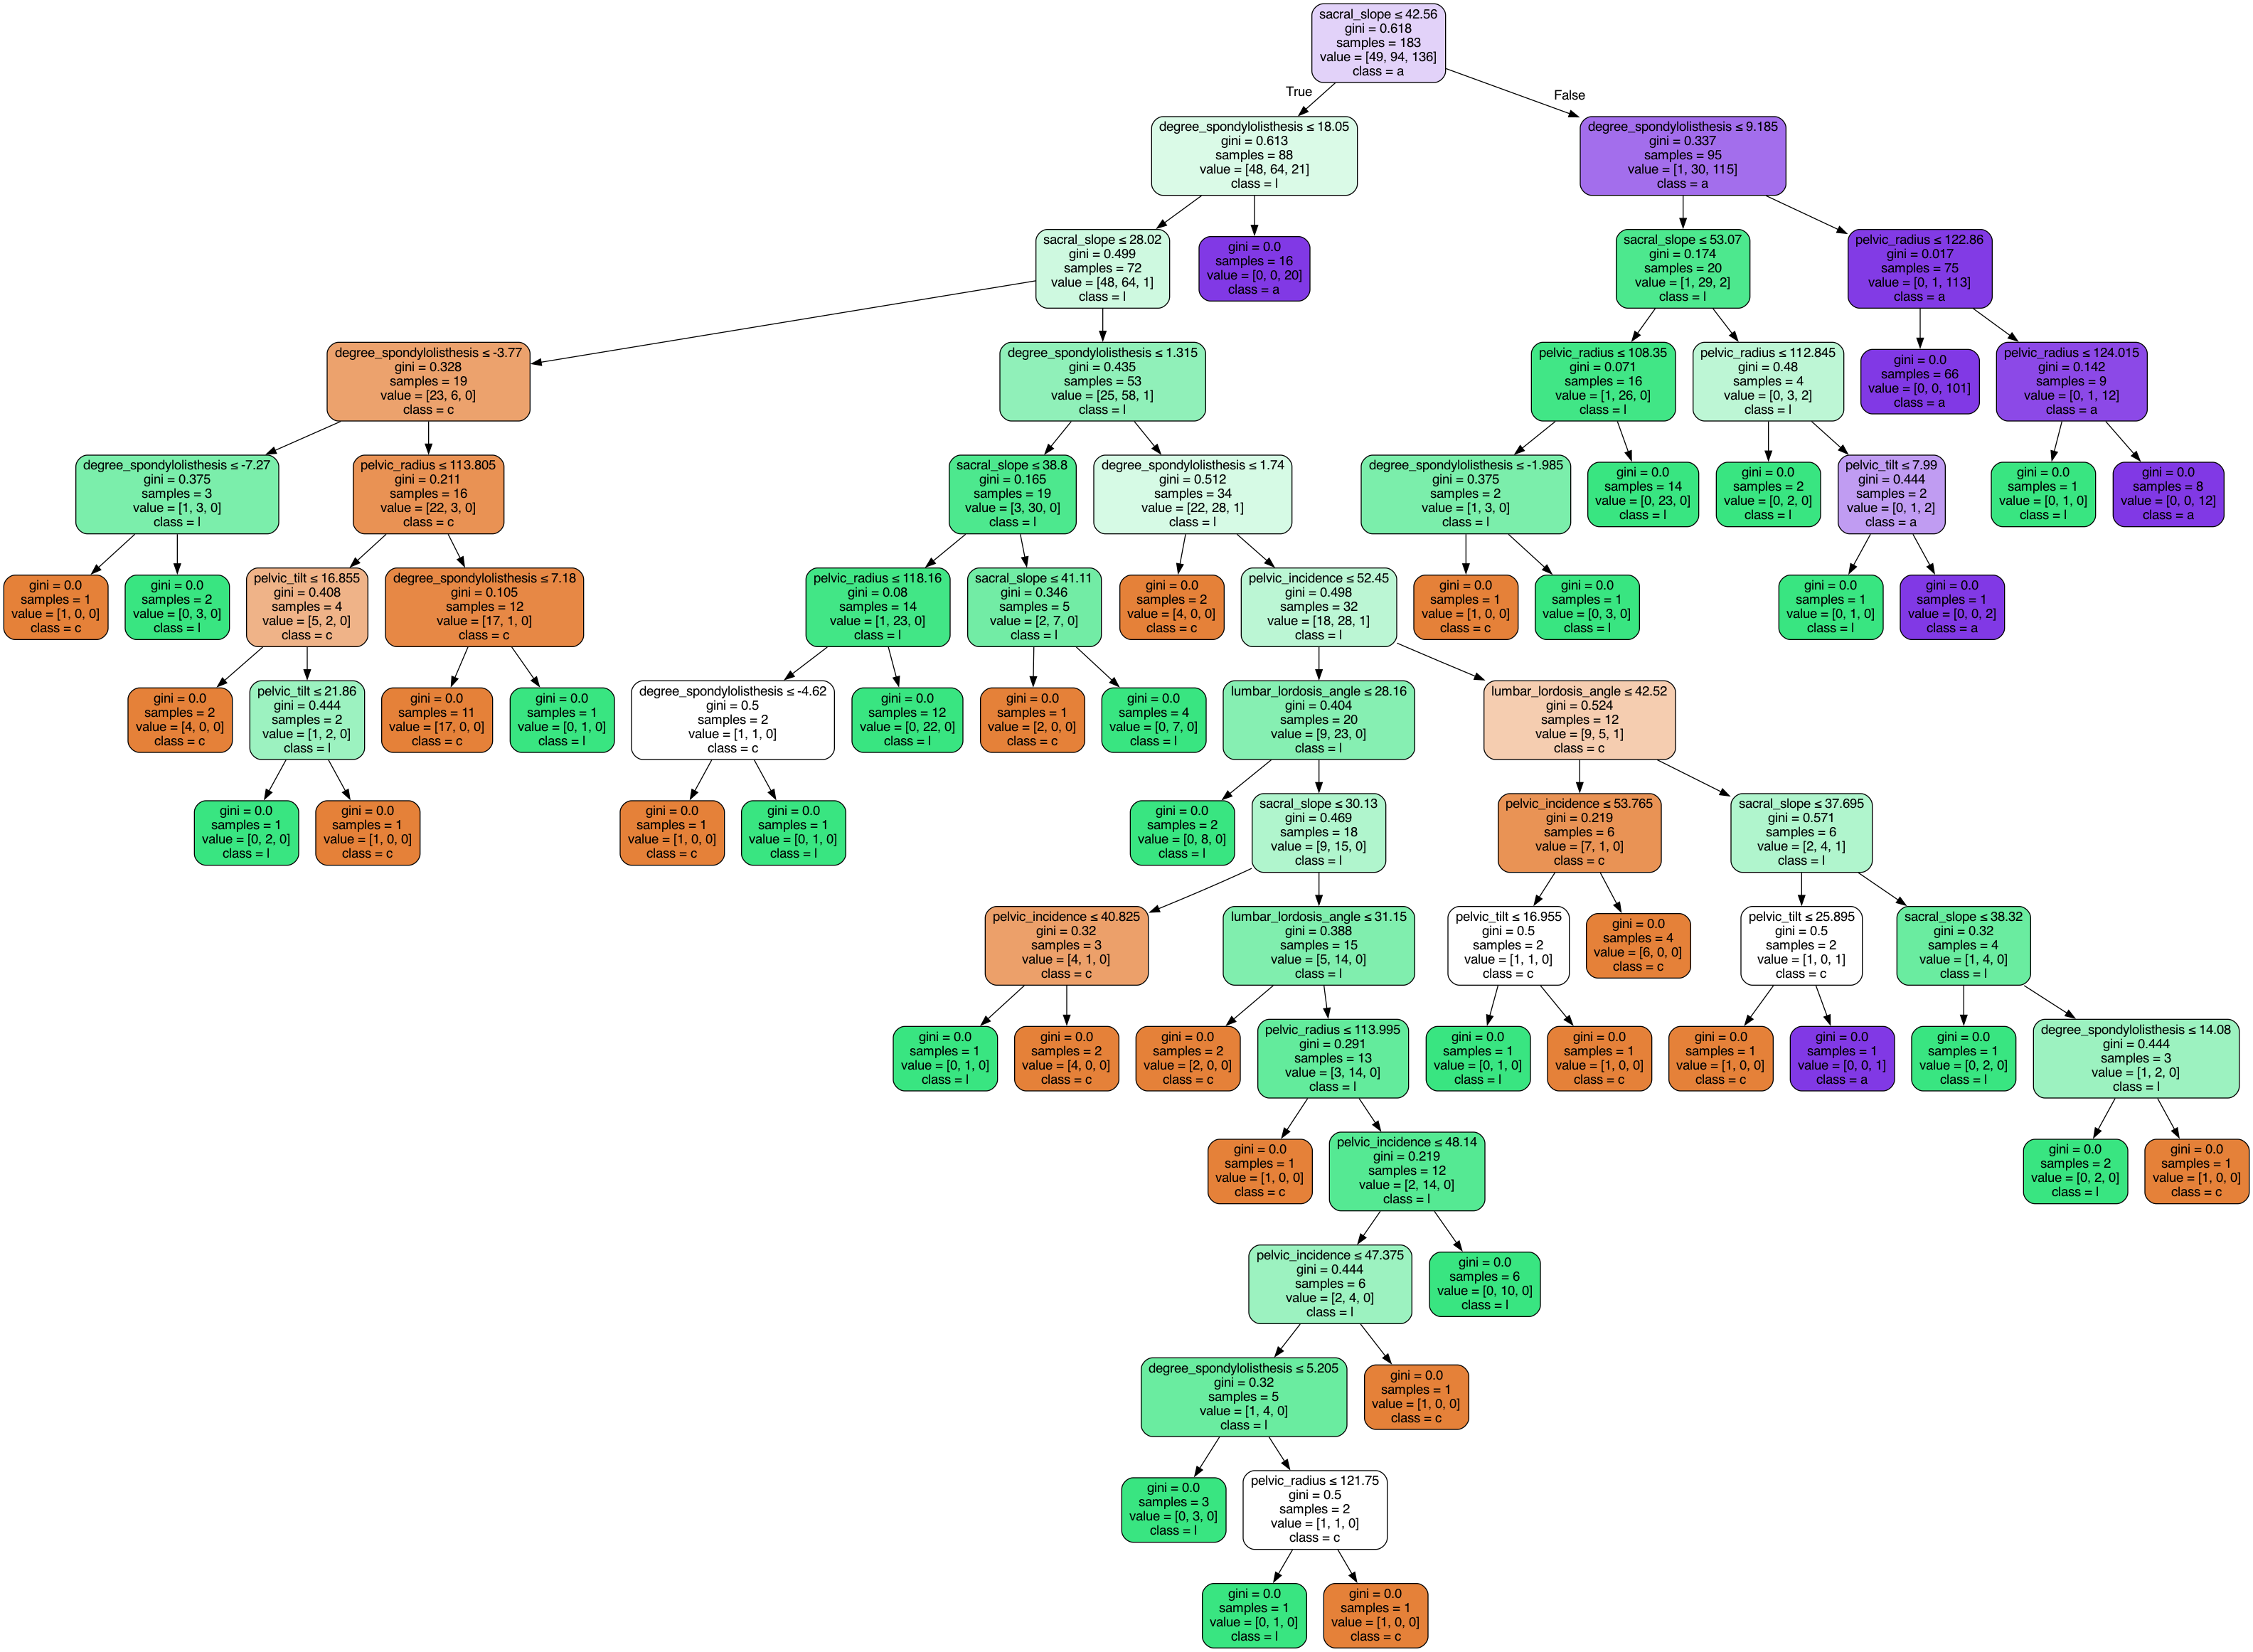 sacral_slope ≤ 42.56
gini = 0.618
samples = 183
value = [49, 94, 136]
class = a
True
False
degree_spondylolisthesis ≤ 18.05
gini = 0.613
samples = 88
value = [48, 64, 21]
class = l
degree_spondylolisthesis ≤ 9.185
gini = 0.337
samples = 95
value = [1, 30, 115]
class = a
sacral_slope ≤ 28.02
gini = 0.499
samples = 72
value = [48, 64, 1]
class = l
gini = 0.0
samples = 16
value = [0, 0, 20]
class = a
sacral_slope ≤ 53.07
gini = 0.174
samples = 20
value = [1, 29, 2]
class = l
pelvic_radius ≤ 122.86
gini = 0.017
samples = 75
value = [0, 1, 113]
class = a
degree_spondylolisthesis ≤ -3.77
gini = 0.328
samples = 19
value = [23, 6, 0]
class = c
degree_spondylolisthesis ≤ 1.315
gini = 0.435
samples = 53
value = [25, 58, 1]
class = l
pelvic_radius ≤ 108.35
gini = 0.071
samples = 16
value = [1, 26, 0]
class = l
pelvic_radius ≤ 112.845
gini = 0.48
samples = 4
value = [0, 3, 2]
class = l
gini = 0.0
samples = 66
value = [0, 0, 101]
class = a
pelvic_radius ≤ 124.015
gini = 0.142
samples = 9
value = [0, 1, 12]
class = a
degree_spondylolisthesis ≤ -7.27
gini = 0.375
samples = 3
value = [1, 3, 0]
class = l
pelvic_radius ≤ 113.805
gini = 0.211
samples = 16
value = [22, 3, 0]
class = c
sacral_slope ≤ 38.8
gini = 0.165
samples = 19
value = [3, 30, 0]
class = l
degree_spondylolisthesis ≤ 1.74
gini = 0.512
samples = 34
value = [22, 28, 1]
class = l
degree_spondylolisthesis ≤ -1.985
gini = 0.375
samples = 2
value = [1, 3, 0]
class = l
gini = 0.0
samples = 14
value = [0, 23, 0]
class = l
gini = 0.0
samples = 2
value = [0, 2, 0]
class = l
pelvic_tilt ≤ 7.99
gini = 0.444
samples = 2
value = [0, 1, 2]
class = a
gini = 0.0
samples = 1
value = [0, 1, 0]
class = l
gini = 0.0
samples = 8
value = [0, 0, 12]
class = a
gini = 0.0
samples = 1
value = [1, 0, 0]
class = c
gini = 0.0
samples = 2
value = [0, 3, 0]
class = l
pelvic_tilt ≤ 16.855
gini = 0.408
samples = 4
value = [5, 2, 0]
class = c
degree_spondylolisthesis ≤ 7.18
gini = 0.105
samples = 12
value = [17, 1, 0]
class = c
pelvic_radius ≤ 118.16
gini = 0.08
samples = 14
value = [1, 23, 0]
class = l
sacral_slope ≤ 41.11
gini = 0.346
samples = 5
value = [2, 7, 0]
class = l
gini = 0.0
samples = 2
value = [4, 0, 0]
class = c
pelvic_incidence ≤ 52.45
gini = 0.498
samples = 32
value = [18, 28, 1]
class = l
gini = 0.0
samples = 1
value = [1, 0, 0]
class = c
gini = 0.0
samples = 1
value = [0, 3, 0]
class = l
gini = 0.0
samples = 1
value = [0, 1, 0]
class = l
gini = 0.0
samples = 1
value = [0, 0, 2]
class = a
gini = 0.0
samples = 2
value = [4, 0, 0]
class = c
pelvic_tilt ≤ 21.86
gini = 0.444
samples = 2
value = [1, 2, 0]
class = l
gini = 0.0
samples = 11
value = [17, 0, 0]
class = c
gini = 0.0
samples = 1
value = [0, 1, 0]
class = l
degree_spondylolisthesis ≤ -4.62
gini = 0.5
samples = 2
value = [1, 1, 0]
class = c
gini = 0.0
samples = 12
value = [0, 22, 0]
class = l
gini = 0.0
samples = 1
value = [2, 0, 0]
class = c
gini = 0.0
samples = 4
value = [0, 7, 0]
class = l
lumbar_lordosis_angle ≤ 28.16
gini = 0.404
samples = 20
value = [9, 23, 0]
class = l
lumbar_lordosis_angle ≤ 42.52
gini = 0.524
samples = 12
value = [9, 5, 1]
class = c
gini = 0.0
samples = 1
value = [0, 2, 0]
class = l
gini = 0.0
samples = 1
value = [1, 0, 0]
class = c
gini = 0.0
samples = 1
value = [1, 0, 0]
class = c
gini = 0.0
samples = 1
value = [0, 1, 0]
class = l
gini = 0.0
samples = 2
value = [0, 8, 0]
class = l
sacral_slope ≤ 30.13
gini = 0.469
samples = 18
value = [9, 15, 0]
class = l
pelvic_incidence ≤ 53.765
gini = 0.219
samples = 6
value = [7, 1, 0]
class = c
sacral_slope ≤ 37.695
gini = 0.571
samples = 6
value = [2, 4, 1]
class = l
pelvic_incidence ≤ 40.825
gini = 0.32
samples = 3
value = [4, 1, 0]
class = c
lumbar_lordosis_angle ≤ 31.15
gini = 0.388
samples = 15
value = [5, 14, 0]
class = l
pelvic_tilt ≤ 16.955
gini = 0.5
samples = 2
value = [1, 1, 0]
class = c
gini = 0.0
samples = 4
value = [6, 0, 0]
class = c
pelvic_tilt ≤ 25.895
gini = 0.5
samples = 2
value = [1, 0, 1]
class = c
sacral_slope ≤ 38.32
gini = 0.32
samples = 4
value = [1, 4, 0]
class = l
gini = 0.0
samples = 1
value = [0, 1, 0]
class = l
gini = 0.0
samples = 2
value = [4, 0, 0]
class = c
gini = 0.0
samples = 2
value = [2, 0, 0]
class = c
pelvic_radius ≤ 113.995
gini = 0.291
samples = 13
value = [3, 14, 0]
class = l
gini = 0.0
samples = 1
value = [0, 1, 0]
class = l
gini = 0.0
samples = 1
value = [1, 0, 0]
class = c
gini = 0.0
samples = 1
value = [1, 0, 0]
class = c
gini = 0.0
samples = 1
value = [0, 0, 1]
class = a
gini = 0.0
samples = 1
value = [0, 2, 0]
class = l
degree_spondylolisthesis ≤ 14.08
gini = 0.444
samples = 3
value = [1, 2, 0]
class = l
gini = 0.0
samples = 1
value = [1, 0, 0]
class = c
pelvic_incidence ≤ 48.14
gini = 0.219
samples = 12
value = [2, 14, 0]
class = l
gini = 0.0
samples = 2
value = [0, 2, 0]
class = l
gini = 0.0
samples = 1
value = [1, 0, 0]
class = c
pelvic_incidence ≤ 47.375
gini = 0.444
samples = 6
value = [2, 4, 0]
class = l
gini = 0.0
samples = 6
value = [0, 10, 0]
class = l
degree_spondylolisthesis ≤ 5.205
gini = 0.32
samples = 5
value = [1, 4, 0]
class = l
gini = 0.0
samples = 1
value = [1, 0, 0]
class = c
gini = 0.0
samples = 3
value = [0, 3, 0]
class = l
pelvic_radius ≤ 121.75
gini = 0.5
samples = 2
value = [1, 1, 0]
class = c
gini = 0.0
samples = 1
value = [0, 1, 0]
class = l
gini = 0.0
samples = 1
value = [1, 0, 0]
class = c